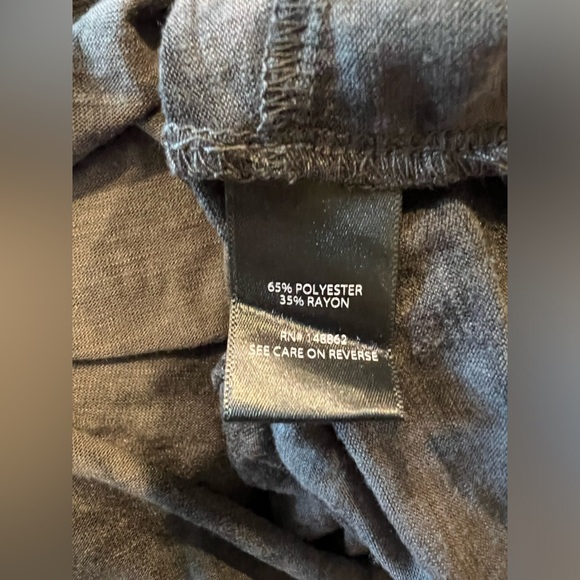 65% POLYESTER
35% RAYON
RN# 148862
SEE CARE ON REVERSE